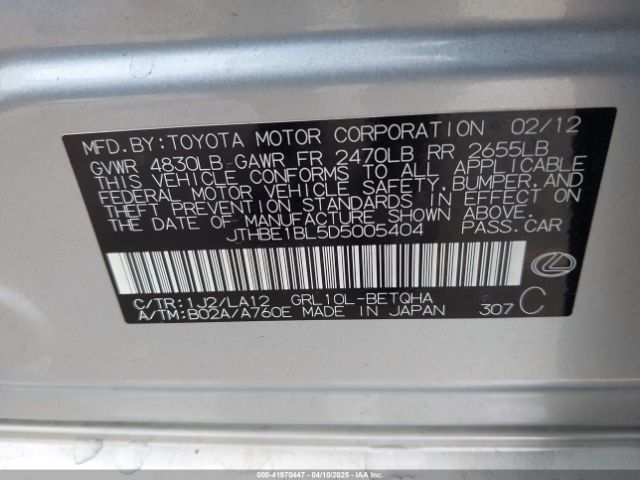 MFD.BY:TOYOTA MOTOR CORPORATION 02/12
GVWR 4830LB GAWR FR 2470LB RR 2655LB
THIS VEHICLE CONFORMS TO ALL APPLICABLE
FEDERAL MOTOR VEHICLE SAFETY,BUMPER,AND
THEFT PREVENTION STANDARDS IN EFFECT ON
THE DATE OF MANUFACTURE SHOWN ABOVE.
JTHBE1BL5D5005404 PASS.CAR
C/TR:1J2/LA12 GRL10L-BETQHA
A/TM:B02A/A760E MADE IN JAPAN 307 C
000-41970447 - 04/10/2025 - IAAI.com